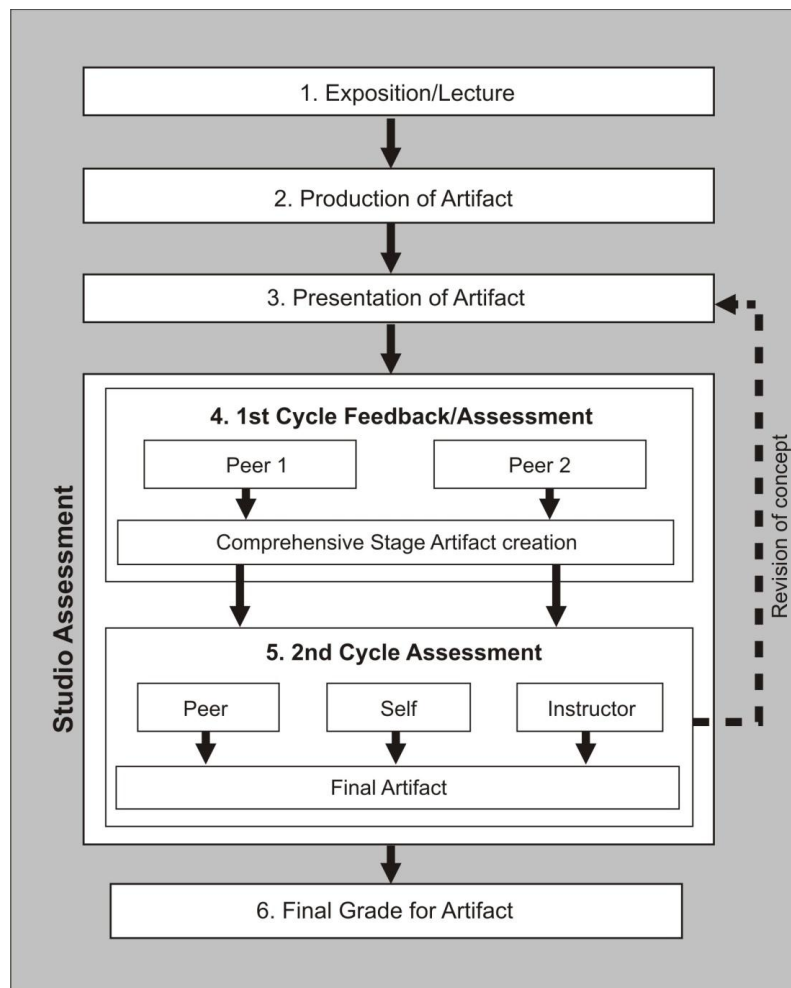 1. Exposition/Lecture
2. Production of Artifact
3. Presentation of Artifact
4. 1st Cycle Feedback/Assessment
Peer 1
Peer 2
Comprehensive Stage Artifact creation
5. 2nd Cycle Assessment
Peer
Self
Instructor
Final Artifact
Studio Assessment
Revision of concept
6. Final Grade for Artifact